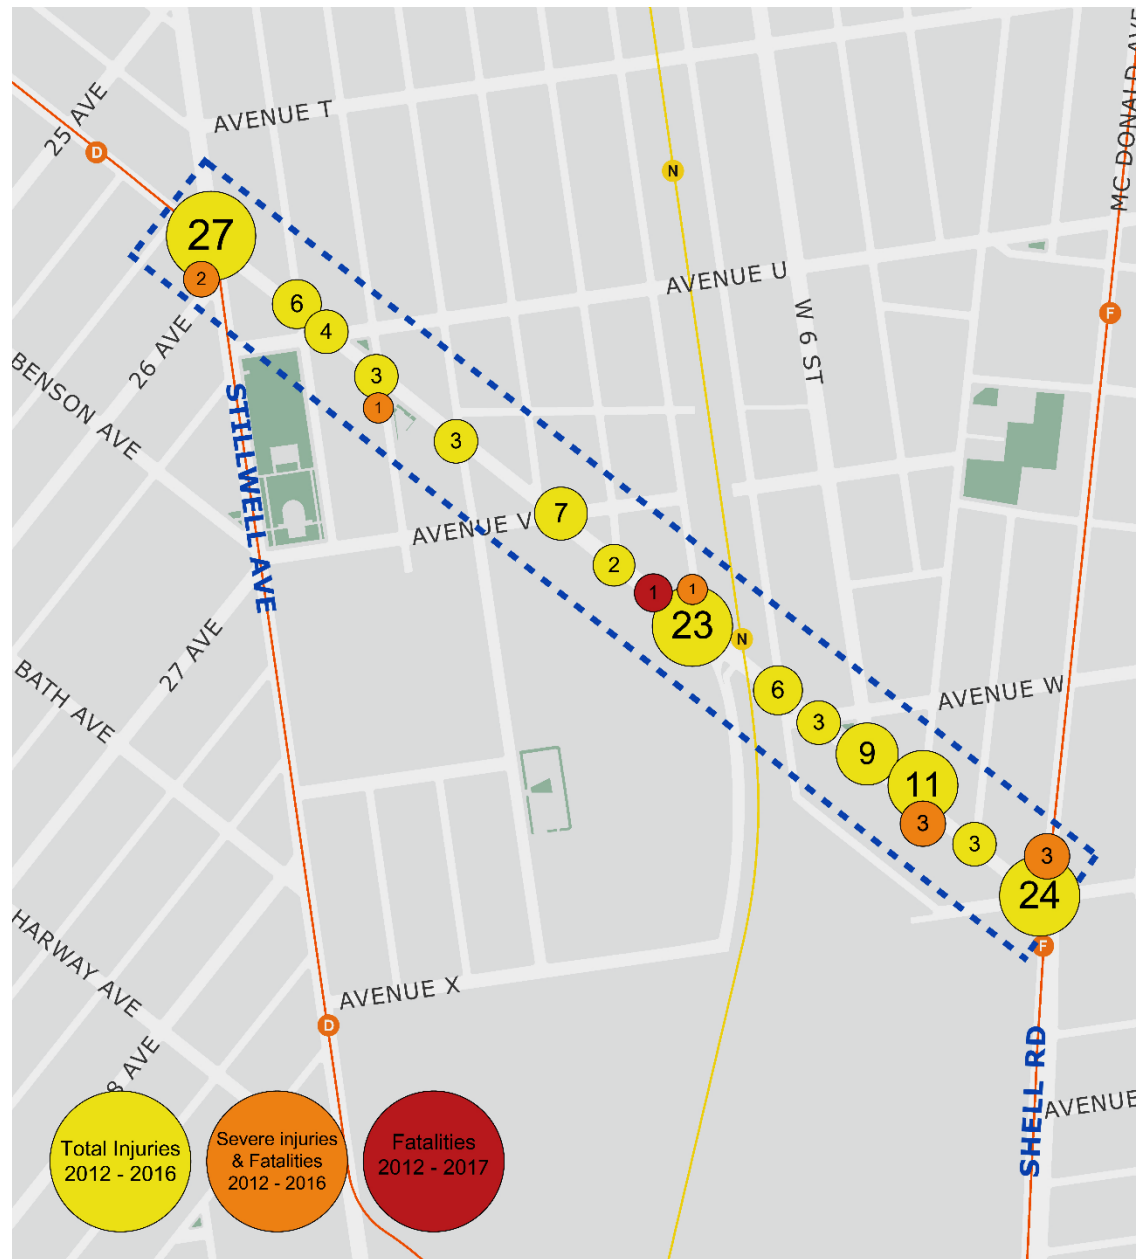 MC DONALD AVE
25 AVE
AVENUE T
D
N
27
2
AVENUE U
6
4
W 6 ST
F
26 AVE
BENSON AVE
3
1
STILLWELL AVE
3
AVENUE V
7
2
1
1
23
N
27 AVE
BATH AVE
6
3
AVENUE W
9
11
3
3
3
24
F
HARWAY AVE
AVENUE X
D
8 AVE
SHELL RD
AVENUE
Total Injuries
2012 - 2016
Severe injuries
& Fatalities
2012 - 2016
Fatalities
2012 - 2017